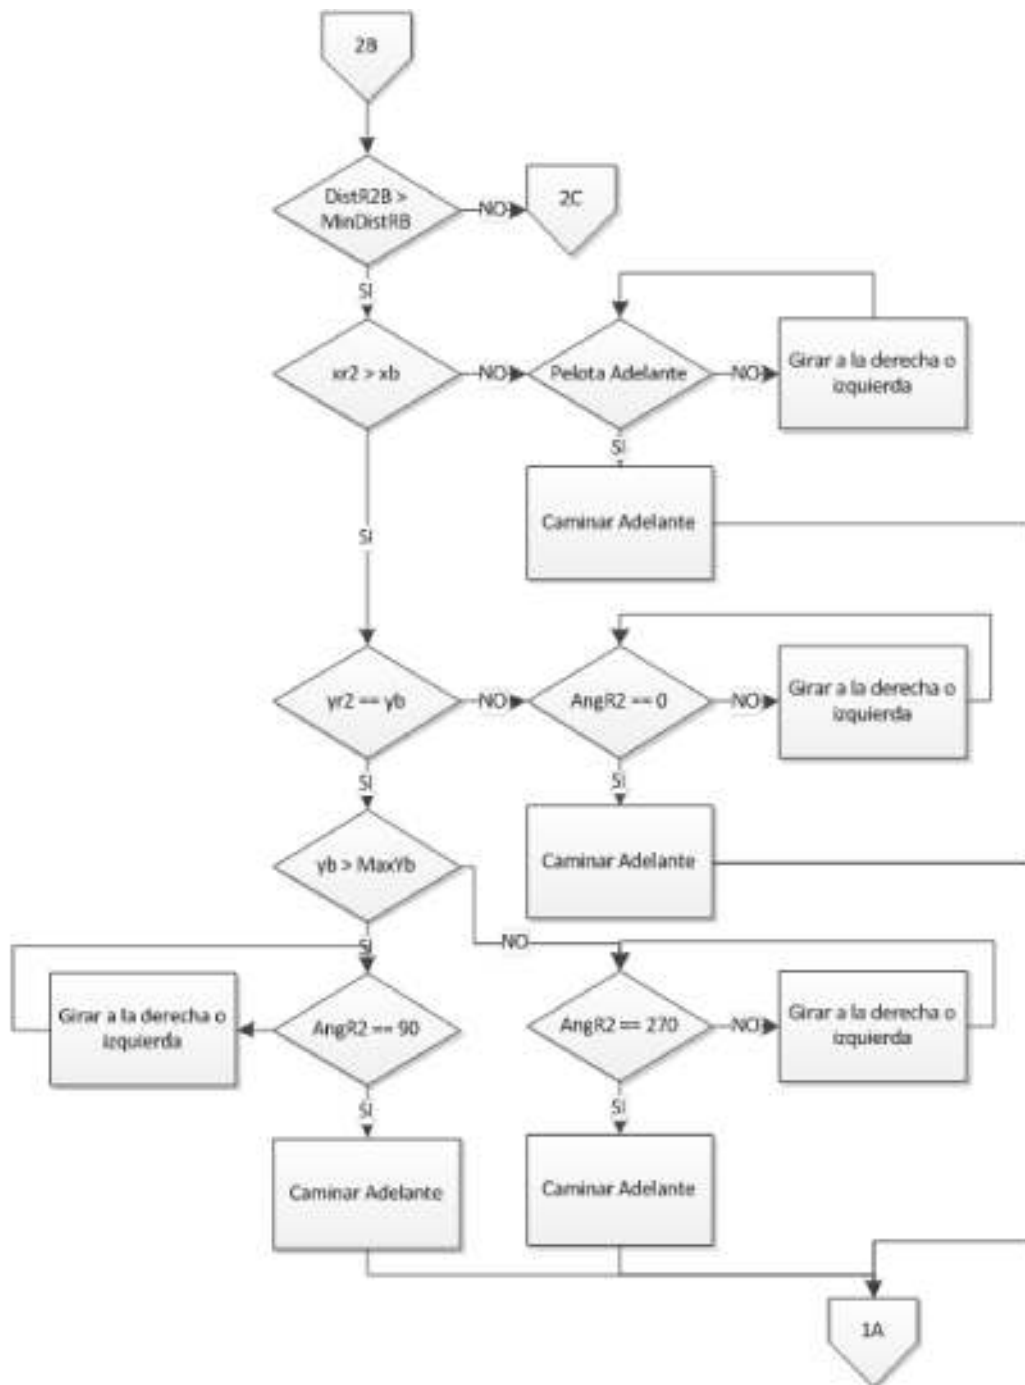 2B
DistR2B >
MinDistRB
NO
2C
SI
xr2 > xb
NO
Pelota Adelante
NO
Girar a la derecha o
izquierda
SI
Caminar Adelante
SI
yr2 == yb
NO
AngR2 == 0
NO
Girar a la derecha o
izquierda
SI
SI
yb > MaxYb
Caminar Adelante
SI
NO
Girar a la derecha o
izquierda
AngR2 == 90
AngR2 == 270
NO
Girar a la derecha o
izquierda
SI
SI
Caminar Adelante
Caminar Adelante
1A